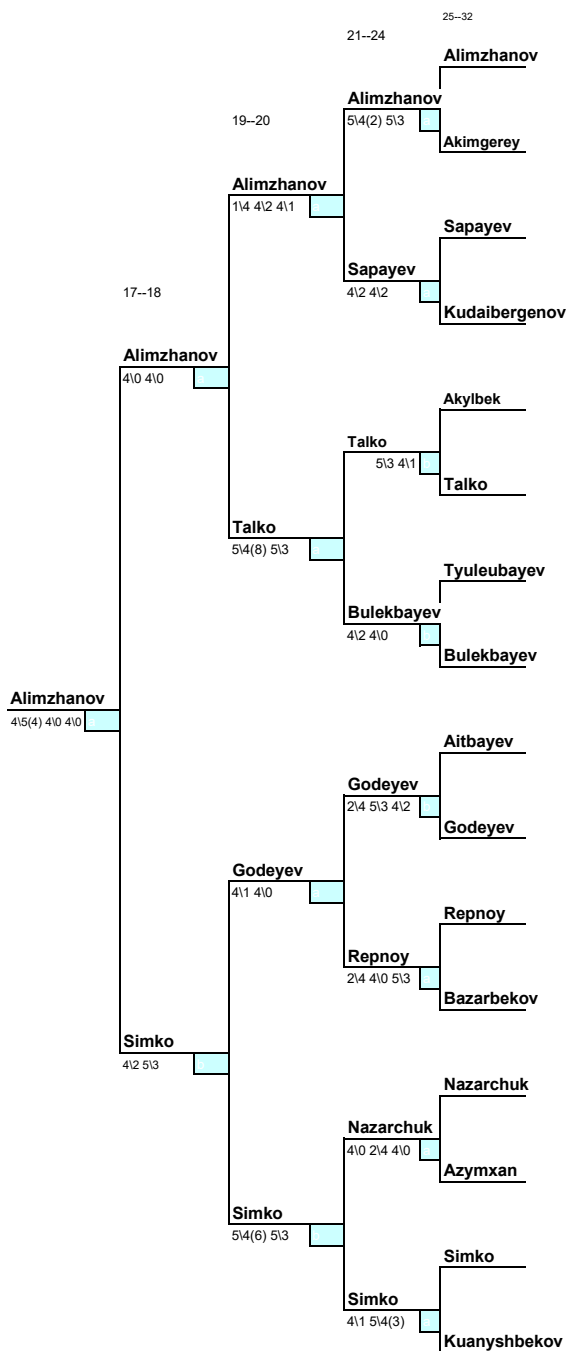 25--32
21--24
Alimzhanov
Alimzhanov
19--20
5\4(2) 5\3
Akimgerey
Alimzhanov
1\4 4\2 4\1
Sapayev
Sapayev
17--18
4\2 4\2
Kudaibergenov
Alimzhanov
4\0 4\0
Akylbek
Talko
5\3 4\1
Talko
Talko
5\4(8) 5\3
Tyuleubayev
Bulekbayev
4\2 4\0
Bulekbayev
Alimzhanov
4\5(4) 4\0 4\0
Aitbayev
Godeyev
2\4 5\3 4\2
Godeyev
Godeyev
4\1 4\0
Repnoy
Repnoy
2\4 4\0 5\3
Bazarbekov
Simko
4\2 5\3
Nazarchuk
Nazarchuk
4\0 2\4 4\0
Azymxan
Simko
5\4(6) 5\3
Simko
Simko
4\1 5\4(3)
Kuanyshbekov